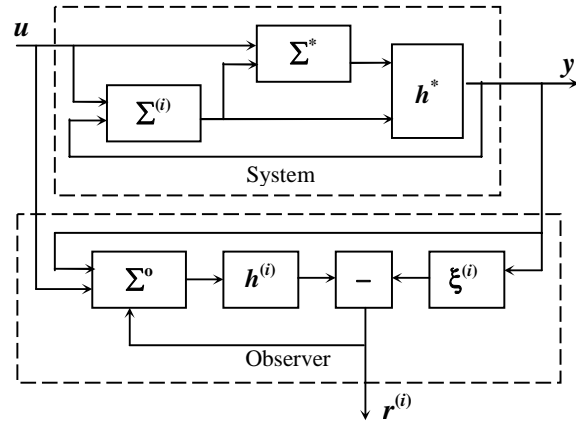 u
Σ*
y
h*
Σ(i)
System
Σo
h(i)
−
ξ(i)
Observer
r(i)